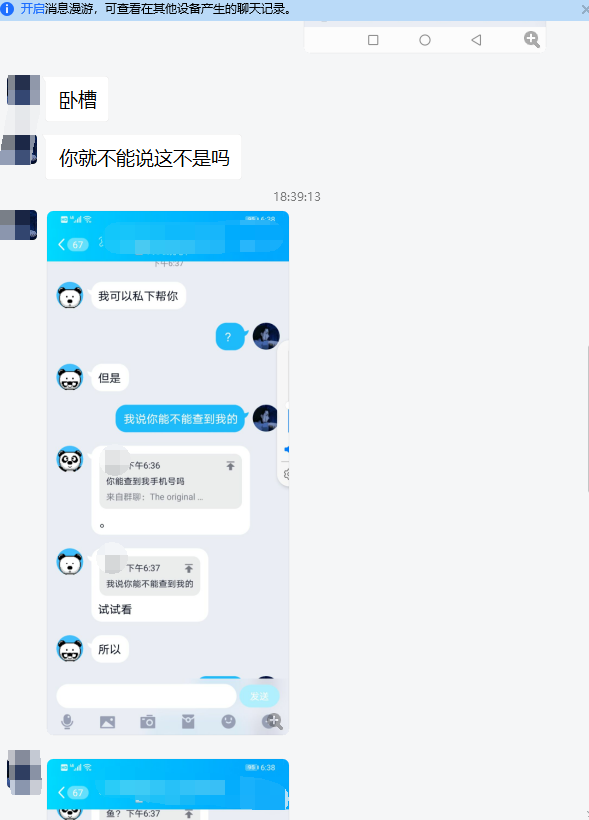 开启消息漫游，可查看在其他设备产生的聊天记录。
卧槽
你就不能说这不是吗
18:39:13
6:38
67
下午6:37
我可以私下帮你
？
但是
我说你能不能查到我的
下午6:36
你能查到我手机号吗
来自群聊：The original ...
。
下午6:37
我说你能不能查到我的
试试看
所以
发送
6:38
67
鱼？ 下午6:37